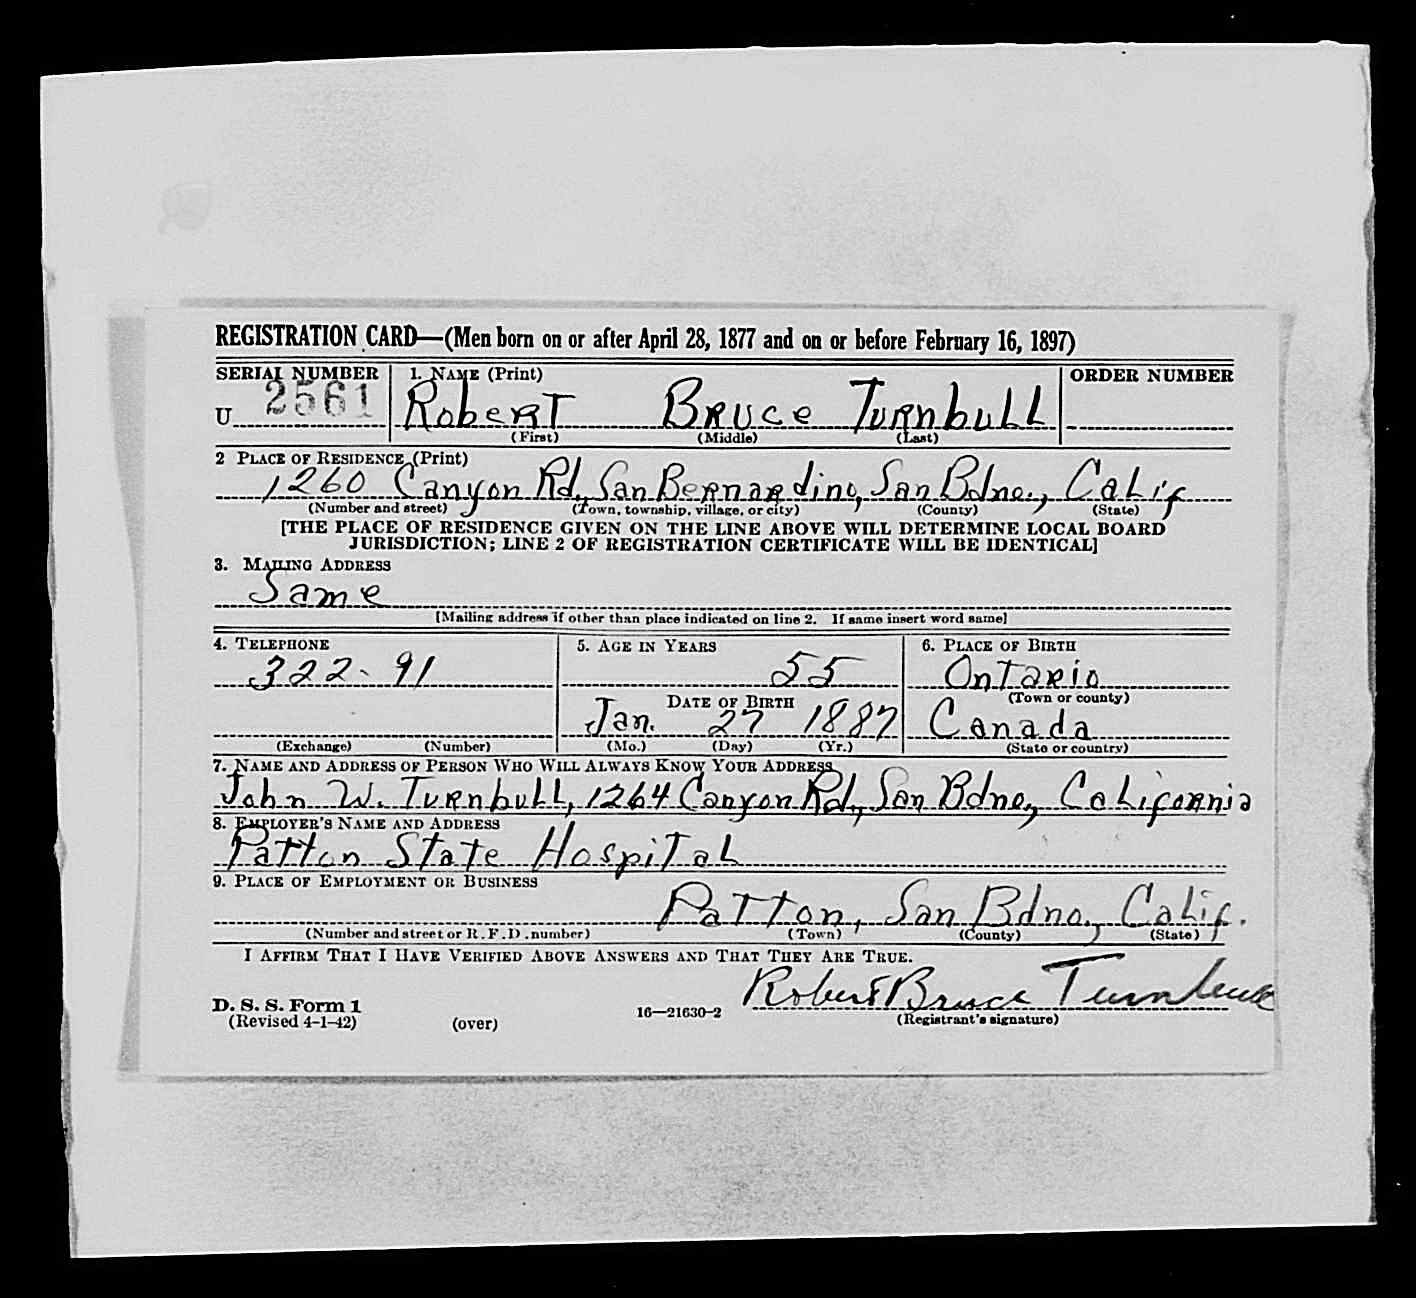 REGISTRATION CARD—(Men born on or after April 28, 1877 and on or before February 16, 1897)
SERIAL NUMBER 1. NAME (Print) ORDER NUMBER
U 2561 Robert Bruce Turnbull
(First) (Middle) (Last)
2 PLACE OF RESIDENCE (Print)
1260 Canyon Rd., San Bernardino, San Bdno., Calif
(Number and street) (Town, township, village, or city) (County) (State)
[THE PLACE OF RESIDENCE GIVEN ON THE LINE ABOVE WILL DETERMINE LOCAL BOARD
JURISDICTION; LINE 2 OF REGISTRATION CERTIFICATE WILL BE IDENTICAL]
3. MAILING ADDRESS
Same
[Mailing address if other than place indicated on line 2. If same insert word same]
4. TELEPHONE 5. AGE IN YEARS 6. PLACE OF BIRTH
322-91 55 Ontario
DATE OF BIRTH (Town or county)
Jan. 27 1887 Canada
(Exchange) (Number) (Mo.) (Day) (Yr.) (State or country)
7. NAME AND ADDRESS OF PERSON WHO WILL ALWAYS KNOW YOUR ADDRESS
John W. Turnbull, 1264 Canyon Rd., San Bdno., California
8. EMPLOYER'S NAME AND ADDRESS
Patton State Hospital
9. PLACE OF EMPLOYMENT OR BUSINESS
Patton, San Bdno., Calif.
(Number and street or R.F.D. number) (Town) (County) (State)
I AFFIRM THAT I HAVE VERIFIED ABOVE ANSWERS AND THAT THEY ARE TRUE.
Robert Bruce Turnbull
D. S. S. Form 1
(Revised 4-1-42) (over) 16—21630-2 (Registrant's signature)